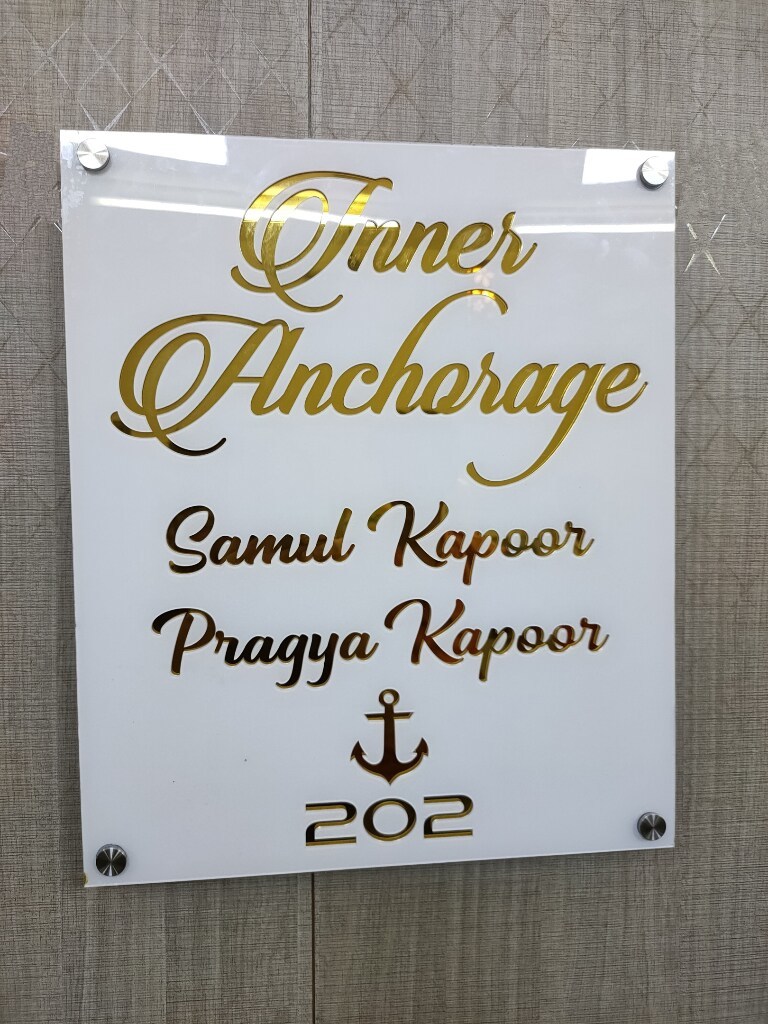 Inner
Anchorage
Samul Kapoor
Pragya Kapoor
202